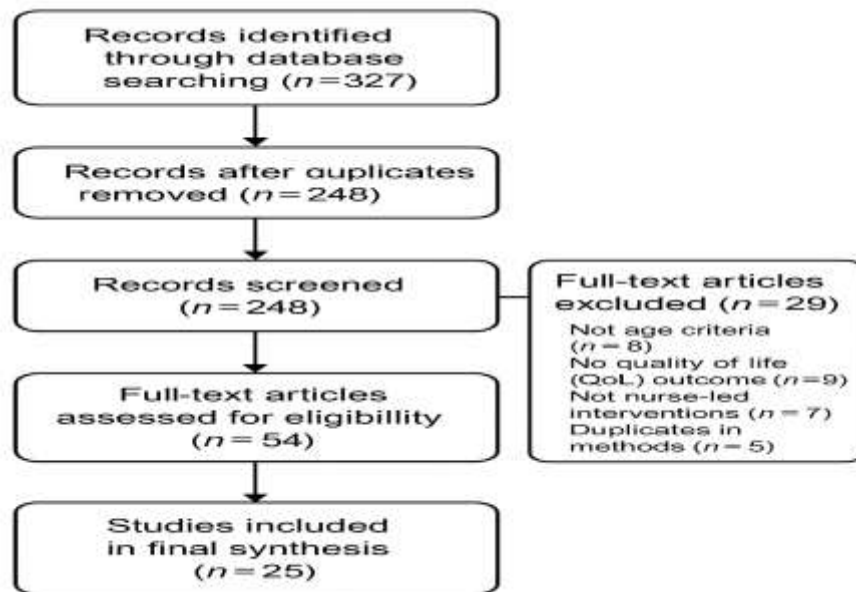 Records identified
through database
searching (n=327)
Records after quplicates
removed (n=248)
Records screened
(n=248)
Full-text articles
excluded (n=29)
Not age criteria
(n=8)
No quality of life
(QoL) outcome (n=9)
Not nurse-led
interventions (n=7)
Duplicates in
methods (n=5)
Full-text articles
assessed for eligibillity
(n=54)
Studies included
in final synthesis
(n=25)